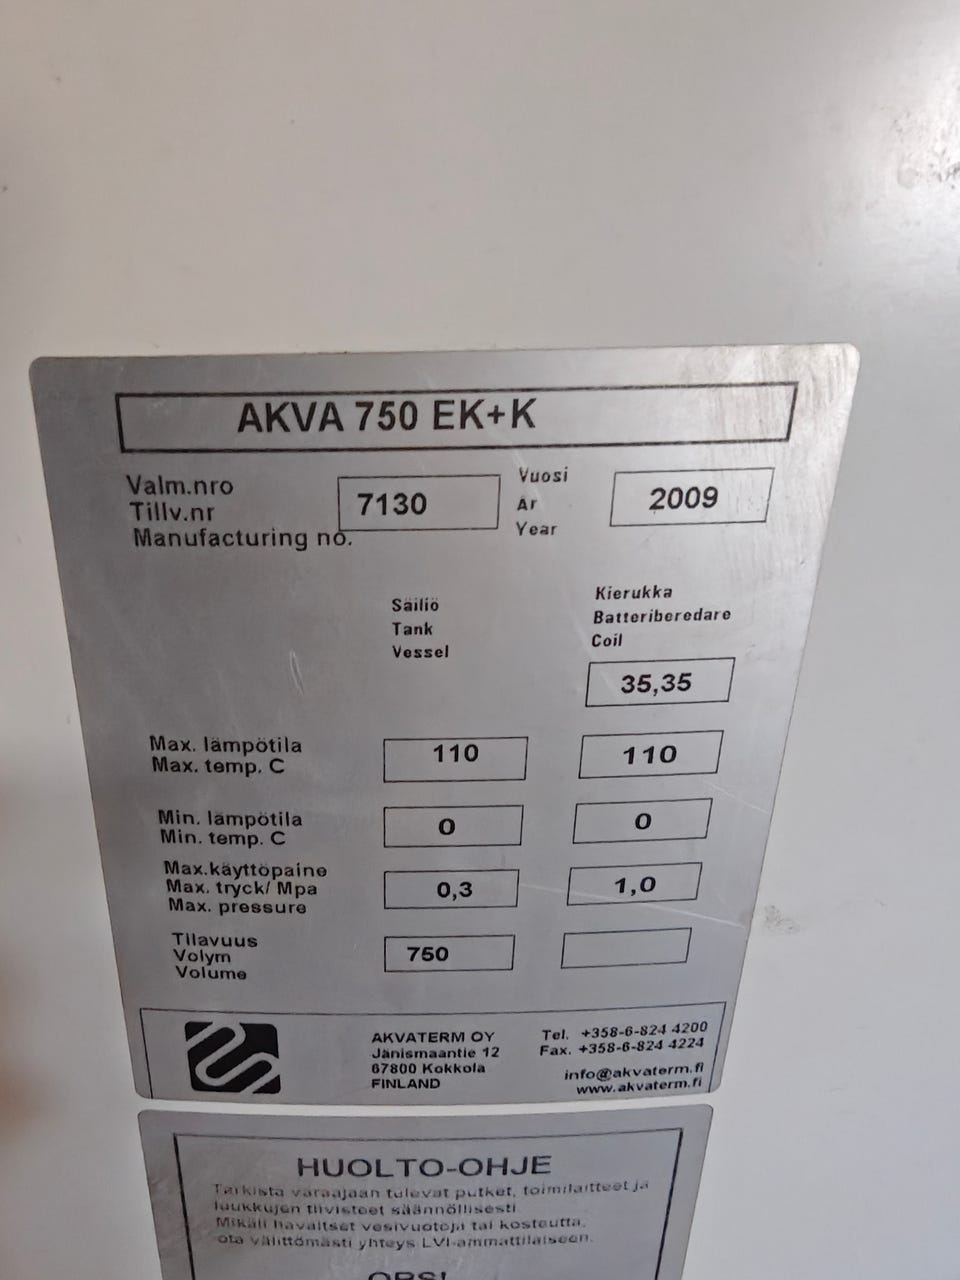 AKVA 750 EK+K
Valm.nro
Tillv.nr
Manufacturing no.
7130
Vuosi
Ar
Year
2009
Säiliö
Tank
Vessel
Kierukka
Batteriberedare
Coil
35,35
Max. lämpötila
Max. temp. C
110
110
Min. lämpötila
Min. temp. C
0
0
Max.käyttöpaine
Max. tryck/ Mpa
Max. pressure
0,3
1,0
Tilavuus
Volym
Volume
750
AKVATERM OY
Jänismaantie 12
67800 Kokkola
FINLAND
Tel. +358-6-824 4200
Fax. +358-6-824 4224
info@akvaterm.fi
www.akvaterm.fi
HUOLTO-OHJE
Tarkista varaajaan tulevat putket, toimilaitteet ja
luukkujen tiivisteet säännöllisesti.
Mikäli havaitset vesivuotoja tai kosteutta,
ota välittömästi yhteys LVI-ammattilaiseen.
OPS!